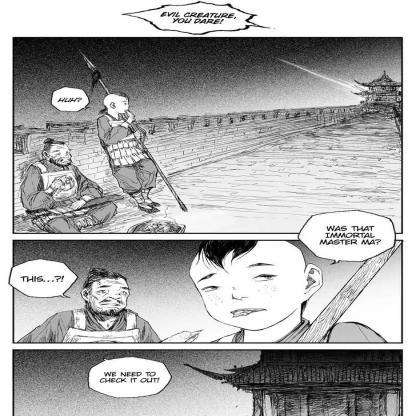 EVIL CREATURE,
YOU DARE!
HUH?
WAS THAT
IMMORTAL
MASTER MA?
THIS...?!
WE NEED TO
CHECK IT OUT!